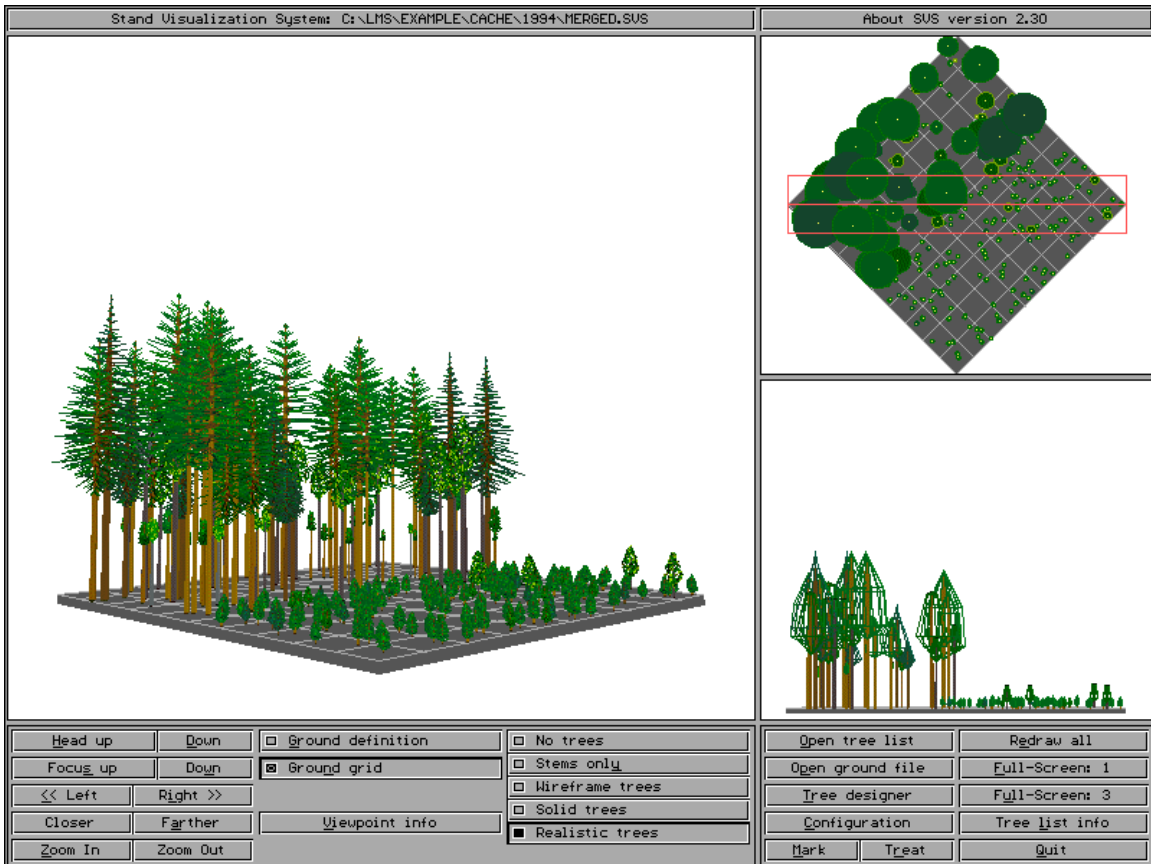 Stand Visualization System: C:\LMS\EXAMPLE\CACHE\1994\MERGED.SVS
About SVS version 2.30
Head up
Down
Ground definition
No trees
Open tree list
Redraw all
Focus up
Down
Ground grid
Stems only
Open ground file
Full-Screen: 1
<< Left
Right >>
Wireframe trees
Tree designer
Full-Screen: 3
Closer
Farther
Viewpoint info
Solid trees
Configuration
Tree list info
Zoom In
Zoom Out
Realistic trees
Mark
Treat
Quit